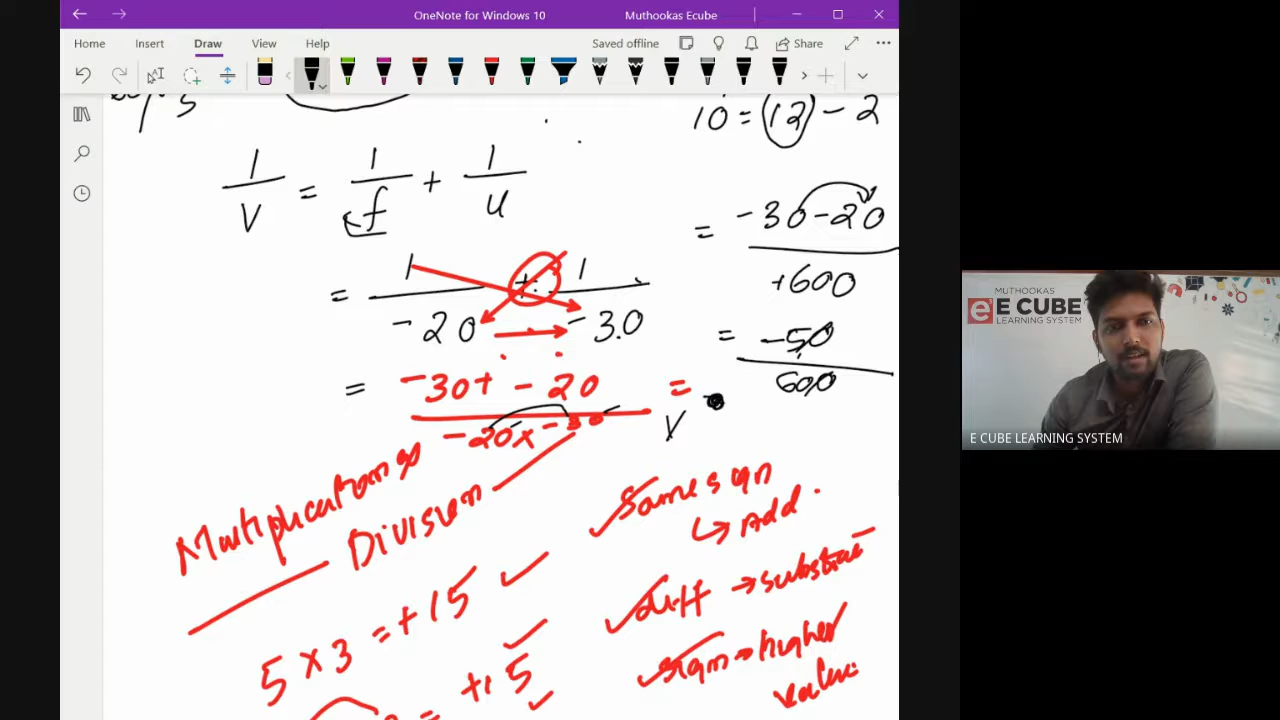 OneNote for Windows 10
Muthookas Ecube
Home Insert Draw View Help
Saved offline
Share
10 = (12) - 2
1/V = 1/f + 1/u
= 1/-20 + 1/-30
= -30 + -20 / -20 x -30 =
= -30 - 20 / +600
= -50 / 600
V
Multiplication &
Division
Same sign
↳ Add.
diff → substract
sign → higher
value
5 x 3 = +15
+15
MUTHOOKAS
E CUBE
LEARNING SYSTEM
E CUBE LEARNING SYSTEM